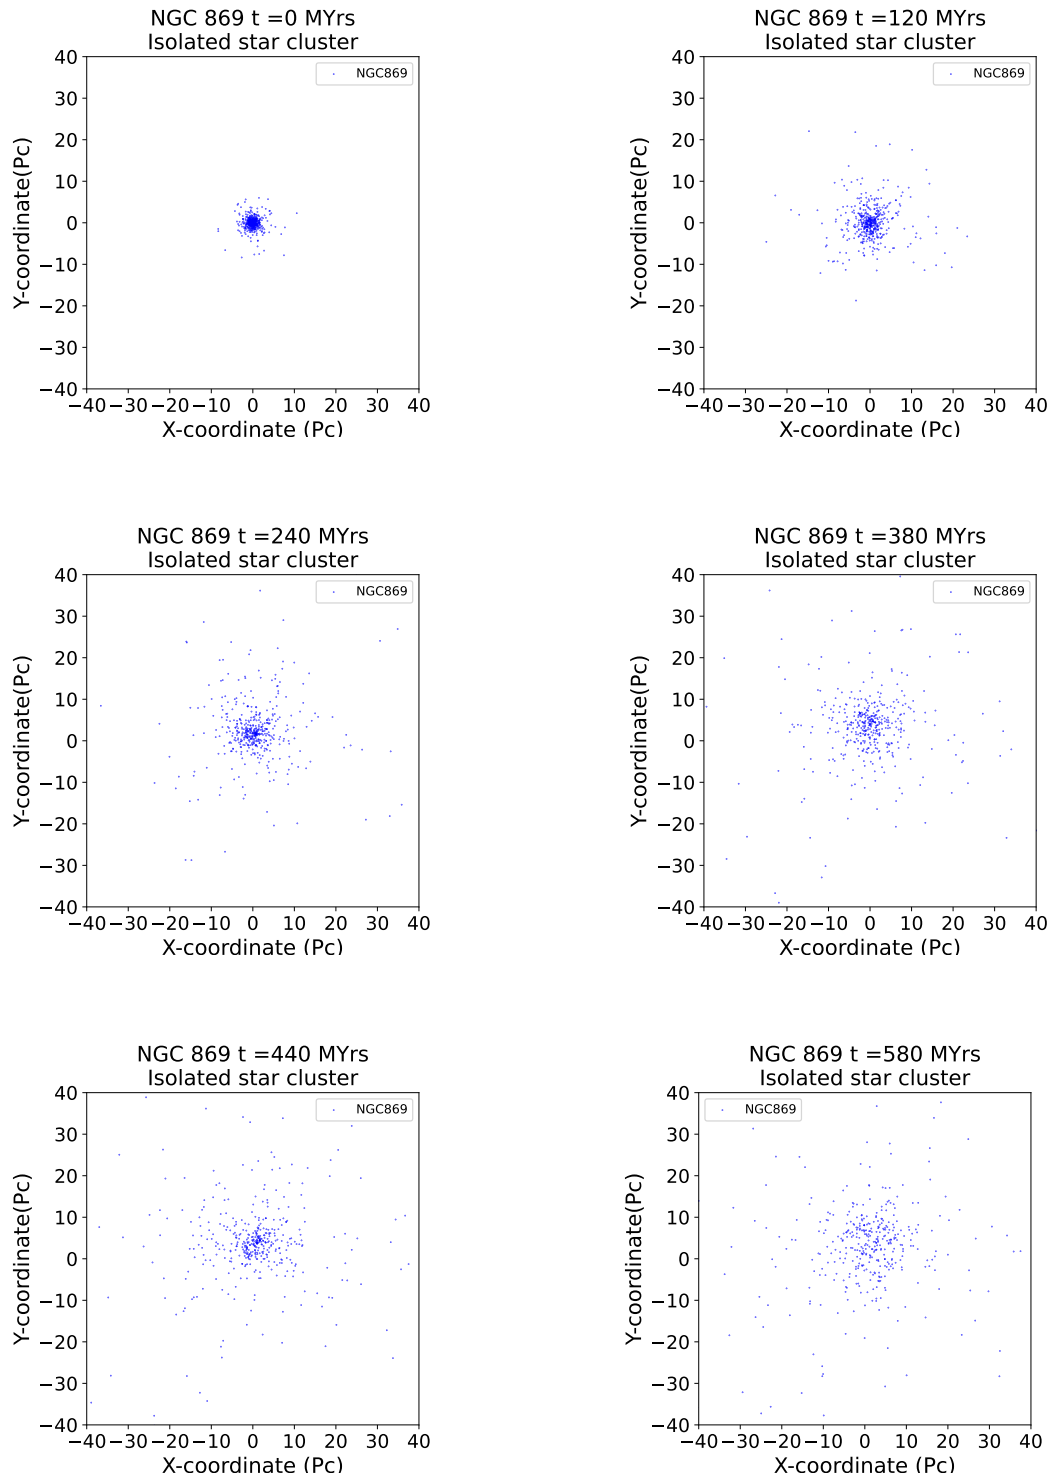 NGC 869 t =0 MYrs
Isolated star cluster
NGC869
Y-coordinate(Pc)
40
30
20
10
0
−10
−20
−30
−40
−40 −30 −20 −10 0 10 20 30 40
X-coordinate (Pc)
NGC 869 t =120 MYrs
Isolated star cluster
NGC869
Y-coordinate(Pc)
40
30
20
10
0
−10
−20
−30
−40
−40 −30 −20 −10 0 10 20 30 40
X-coordinate (Pc)
NGC 869 t =240 MYrs
Isolated star cluster
NGC869
Y-coordinate(Pc)
40
30
20
10
0
−10
−20
−30
−40
−40 −30 −20 −10 0 10 20 30 40
X-coordinate (Pc)
NGC 869 t =380 MYrs
Isolated star cluster
NGC869
Y-coordinate(Pc)
40
30
20
10
0
−10
−20
−30
−40
−40 −30 −20 −10 0 10 20 30 40
X-coordinate (Pc)
NGC 869 t =440 MYrs
Isolated star cluster
NGC869
Y-coordinate(Pc)
40
30
20
10
0
−10
−20
−30
−40
−40 −30 −20 −10 0 10 20 30 40
X-coordinate (Pc)
NGC 869 t =580 MYrs
Isolated star cluster
NGC869
Y-coordinate(Pc)
40
30
20
10
0
−10
−20
−30
−40
−40 −30 −20 −10 0 10 20 30 40
X-coordinate (Pc)